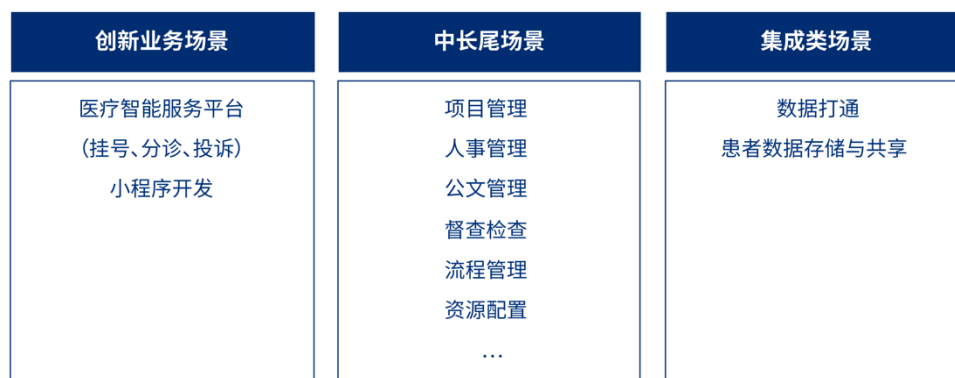 创新业务场景
医疗智能服务平台
（挂号、分诊、投诉）
小程序开发
中长尾场景
项目管理
人事管理
公文管理
督查检查
流程管理
资源配置
…
集成类场景
数据打通
患者数据存储与共享